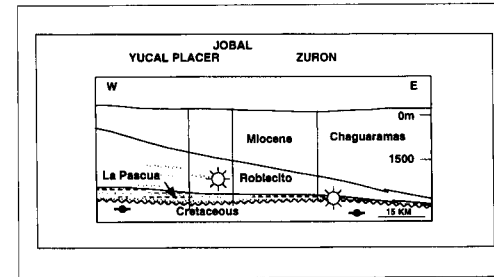 JOBAL
YUCAL PLACER ZURON
W E
0m
Miocene Chaguaramas
1500
La Pascua Roblecito
Cretaceous
15 KM